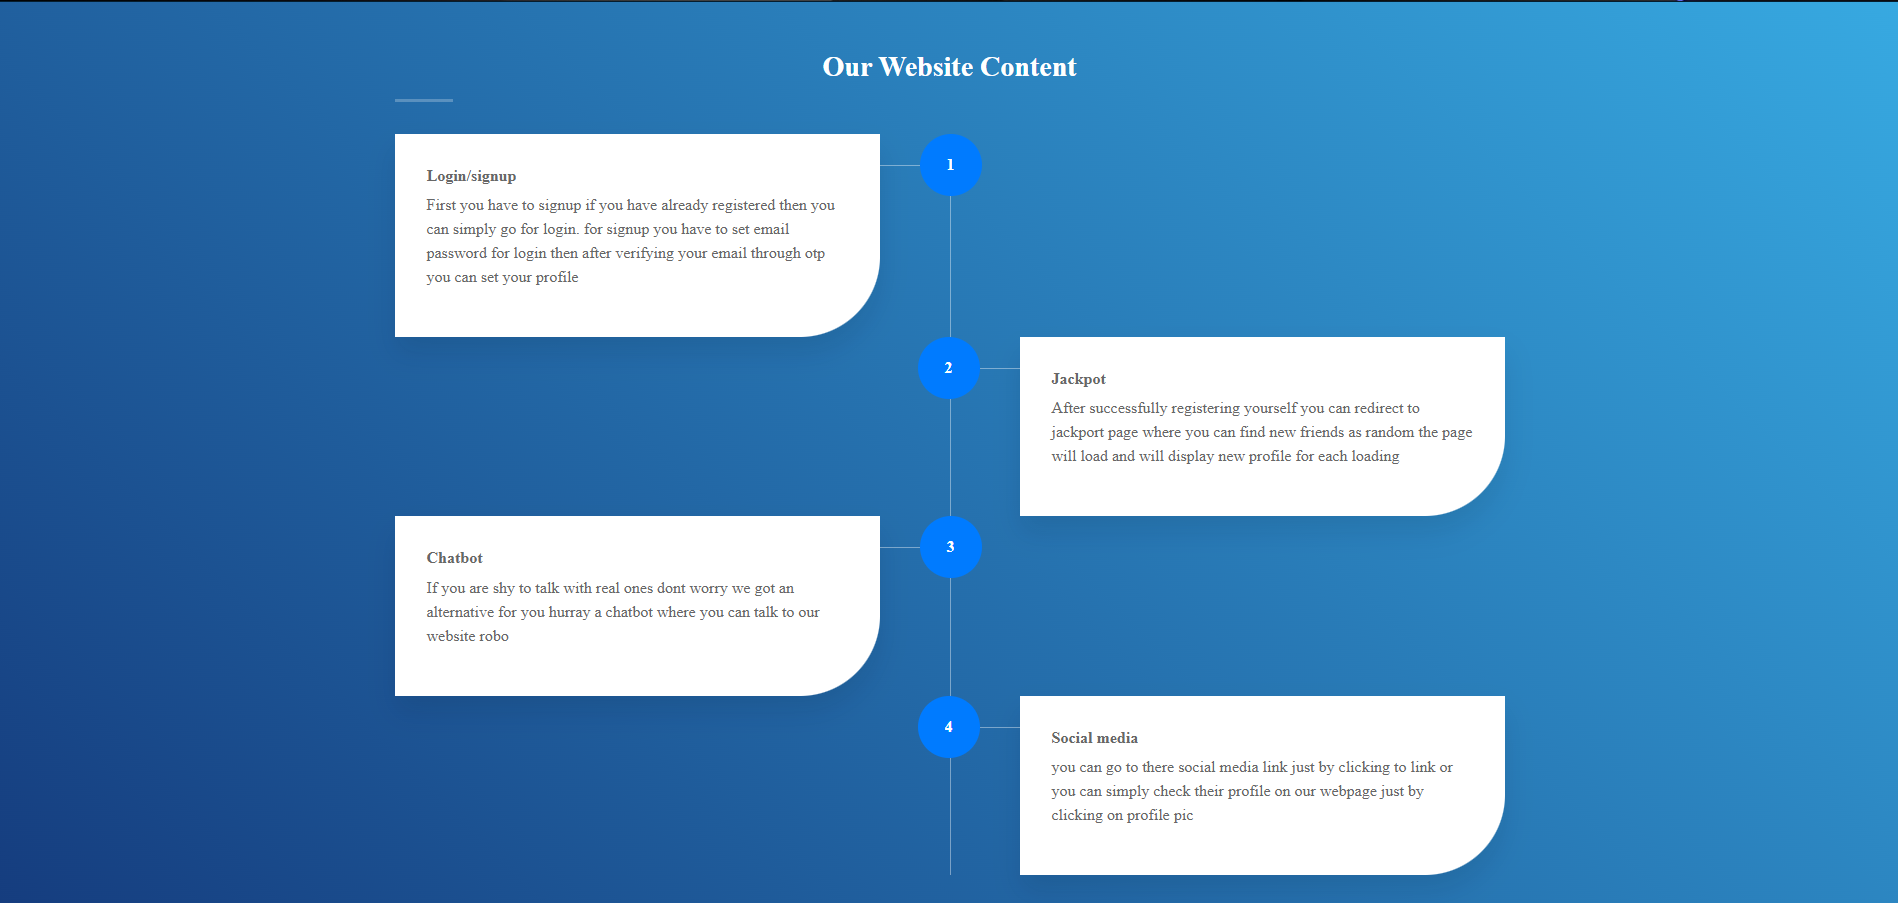 Our Website Content
1
Login/signup
First you have to signup if you have already registered then you
can simply go for login. for signup you have to set email
password for login then after verifying your email through otp
you can set your profile
2
Jackpot
After successfully registering yourself you can redirect to
jackport page where you can find new friends as random the page
will load and will display new profile for each loading
3
Chatbot
If you are shy to talk with real ones dont worry we got an
alternative for you hurray a chatbot where you can talk to our
website robo
4
Social media
you can go to there social media link just by clicking to link or
you can simply check their profile on our webpage just by
clicking on profile pic